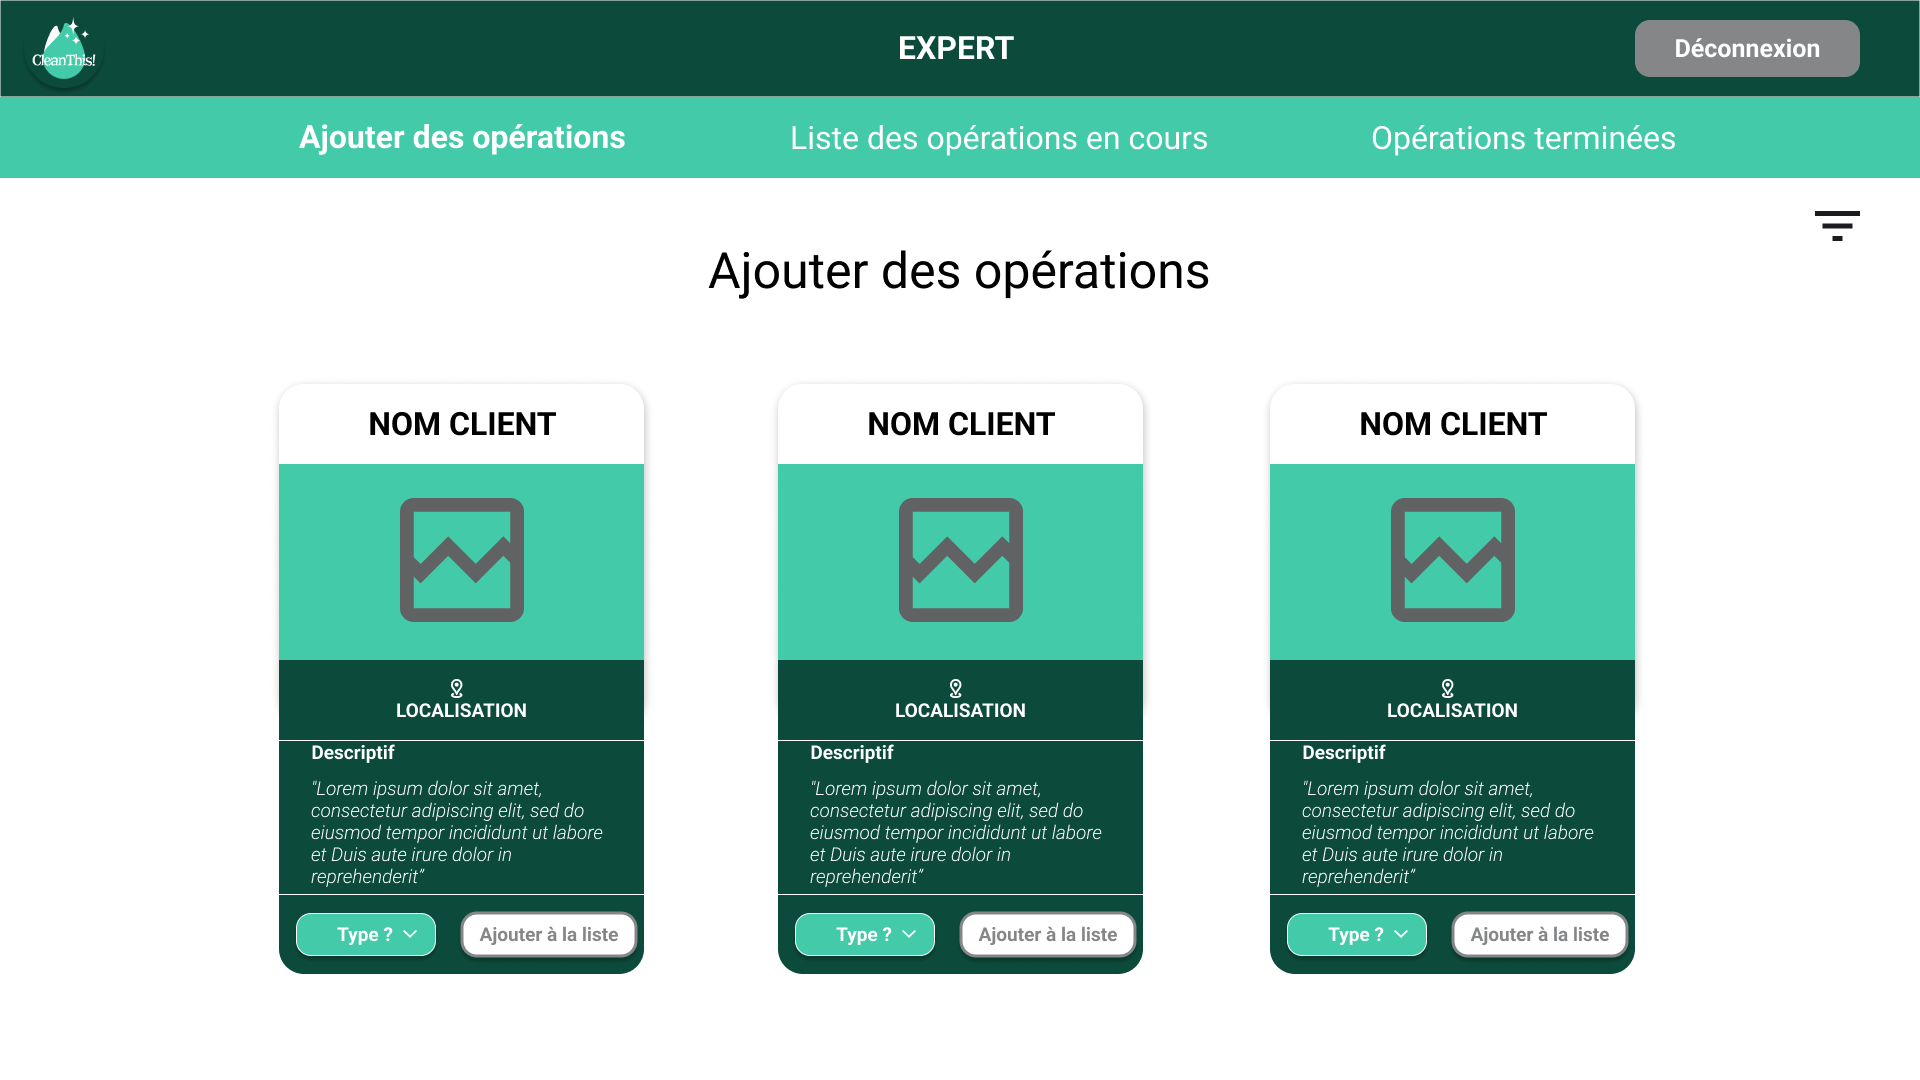 CleanThis!
EXPERT
Déconnexion
Ajouter des opérations
Liste des opérations en cours
Opérations terminées
Ajouter des opérations
NOM CLIENT
LOCALISATION
Descriptif
"Lorem ipsum dolor sit amet,
consectetur adipiscing elit, sed do
eiusmod tempor incididunt ut labore
et Duis aute irure dolor in
reprehenderit”
Type ?
Ajouter à la liste
NOM CLIENT
LOCALISATION
Descriptif
"Lorem ipsum dolor sit amet,
consectetur adipiscing elit, sed do
eiusmod tempor incididunt ut labore
et Duis aute irure dolor in
reprehenderit”
Type ?
Ajouter à la liste
NOM CLIENT
LOCALISATION
Descriptif
"Lorem ipsum dolor sit amet,
consectetur adipiscing elit, sed do
eiusmod tempor incididunt ut labore
et Duis aute irure dolor in
reprehenderit”
Type ?
Ajouter à la liste